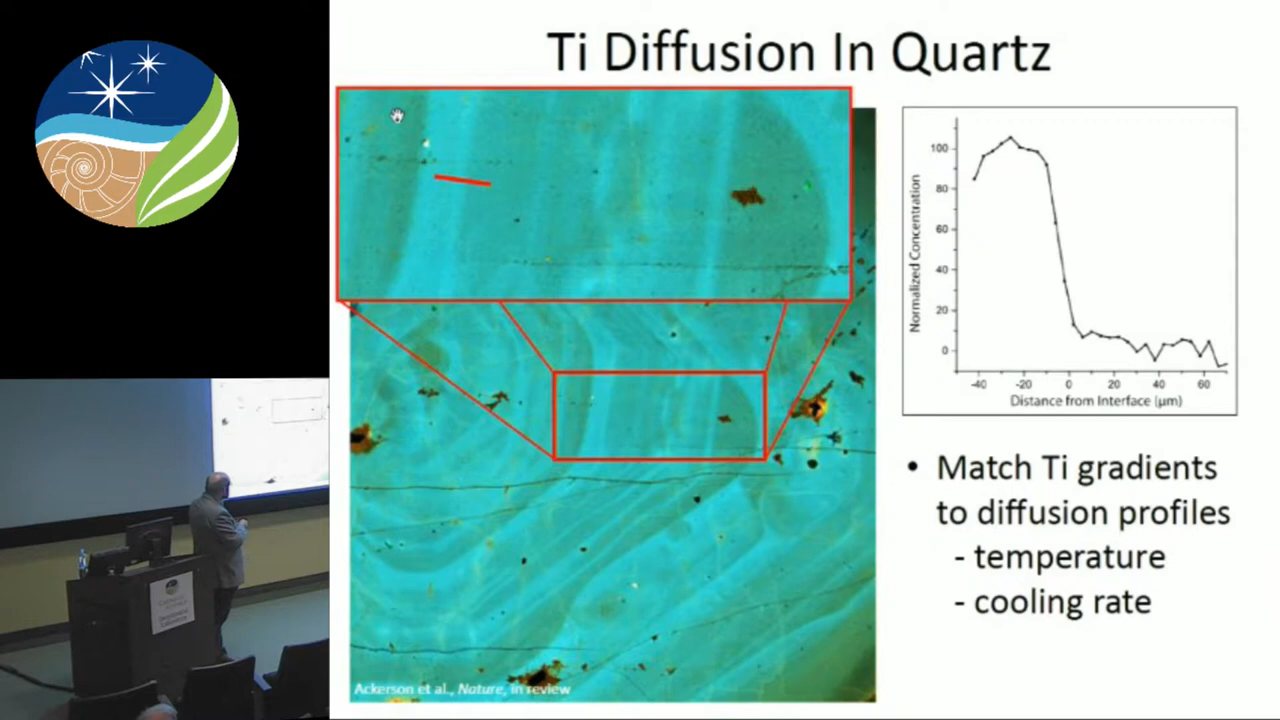 Ti Diffusion In Quartz
Normalized Concentration
100
80
60
40
20
0
-40
-20
0
20
40
60
Distance from Interface (μm)
• Match Ti gradients
to diffusion profiles
- temperature
- cooling rate
Ackerson et al., Nature, in review